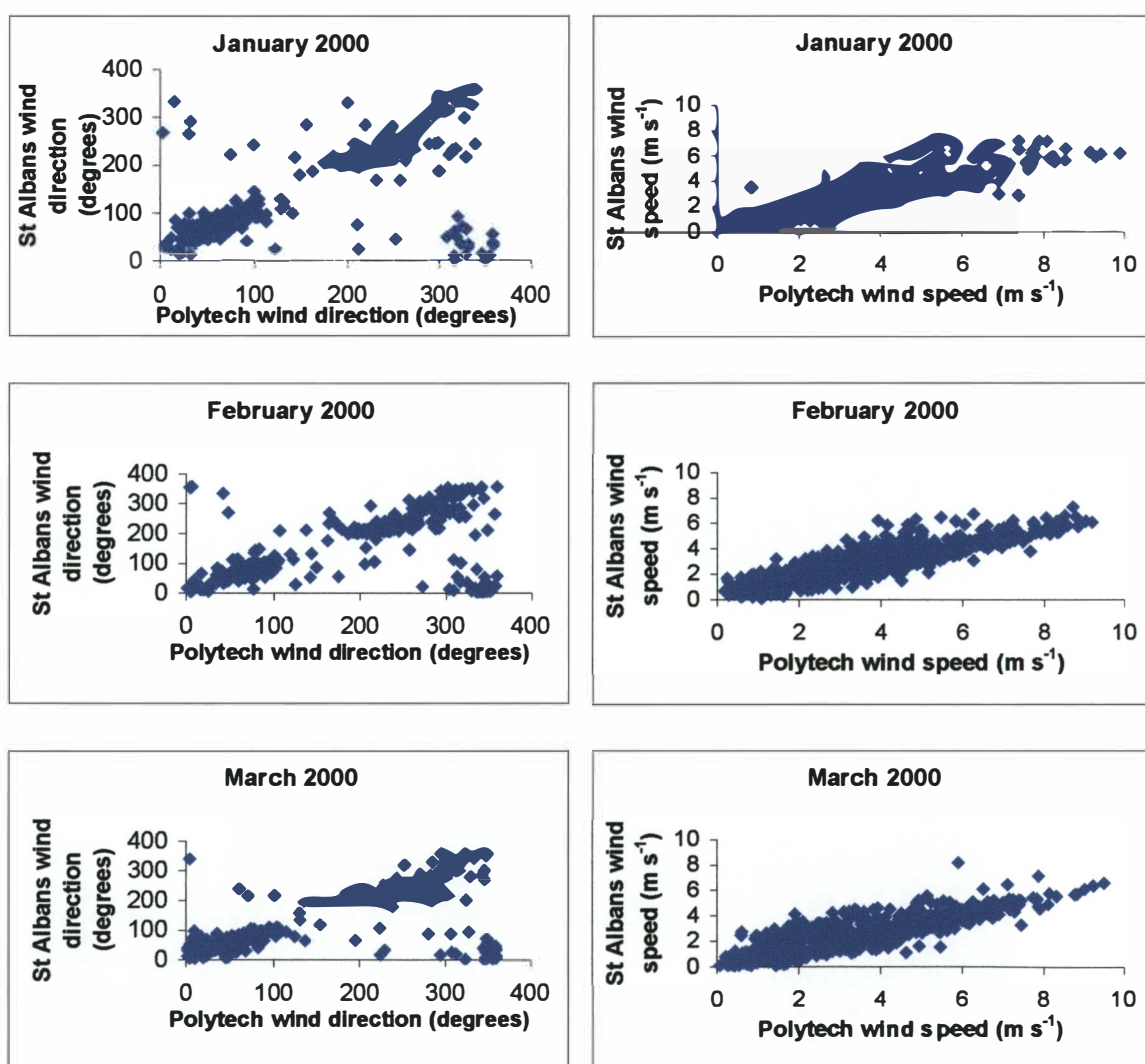 January 2000
St Albans wind
direction
(degrees)
400
300
200
100
0
0 100 200 300 400
Polytech wind direction (degrees)
January 2000
St Albans wind
speed (m s-1)
10
8
6
4
2
0
0 2 4 6 8 10
Polytech wind speed (m s-1)
February 2000
St Albans wind
direction
(degrees)
400
300
200
100
0
0 100 200 300 400
Polytech wind direction (degrees)
February 2000
St Albans wind
speed (m s-1)
10
8
6
4
2
0
0 2 4 6 8 10
Polytech wind speed (m s-1)
March 2000
St Albans wind
direction
(degrees)
400
300
200
100
0
0 100 200 300 400
Polytech wind direction (degrees)
March 2000
St Albans wind
speed (m s-1)
10
8
6
4
2
0
0 2 4 6 8 10
Polytech wind speed (m s-1)